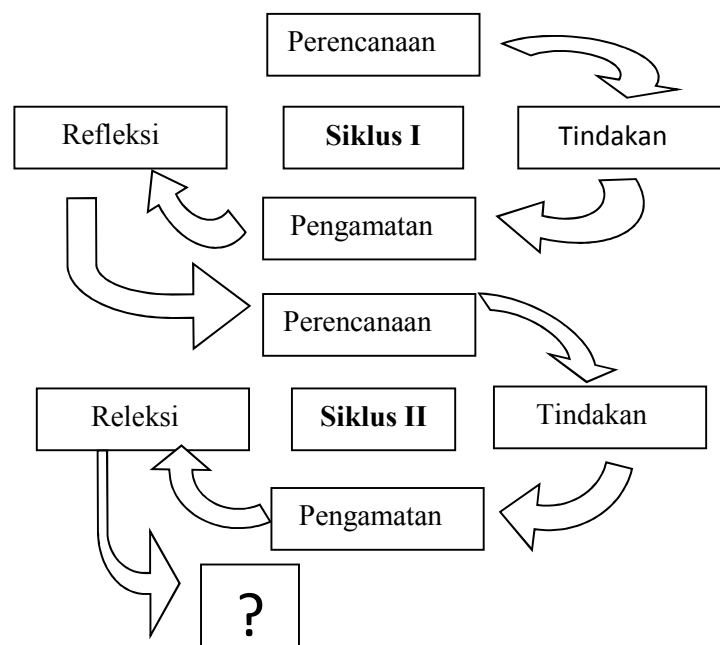 Perencanaan
Refleksi
Siklus I
Tindakan
Pengamatan
Perencanaan
Releksi
Siklus II
Tindakan
Pengamatan
?